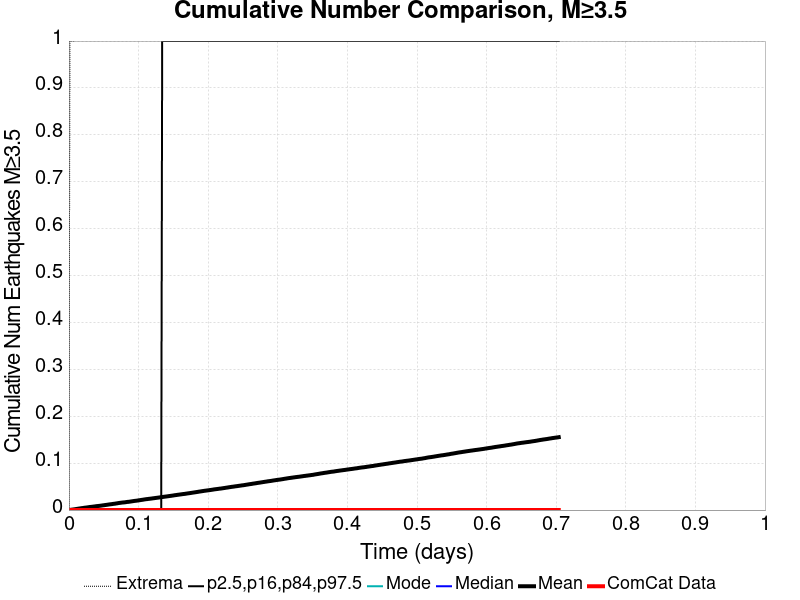 Cumulative Number Comparison, M≥3.5
Cumulative Num Earthquakes M≥3.5
1
0.9
0.8
0.7
0.6
0.5
0.4
0.3
0.2
0.1
0
0 0.1 0.2 0.3 0.4 0.5 0.6 0.7 0.8 0.9 1
Time (days)
Extrema p2.5,p16,p84,p97.5 Mode Median Mean ComCat Data